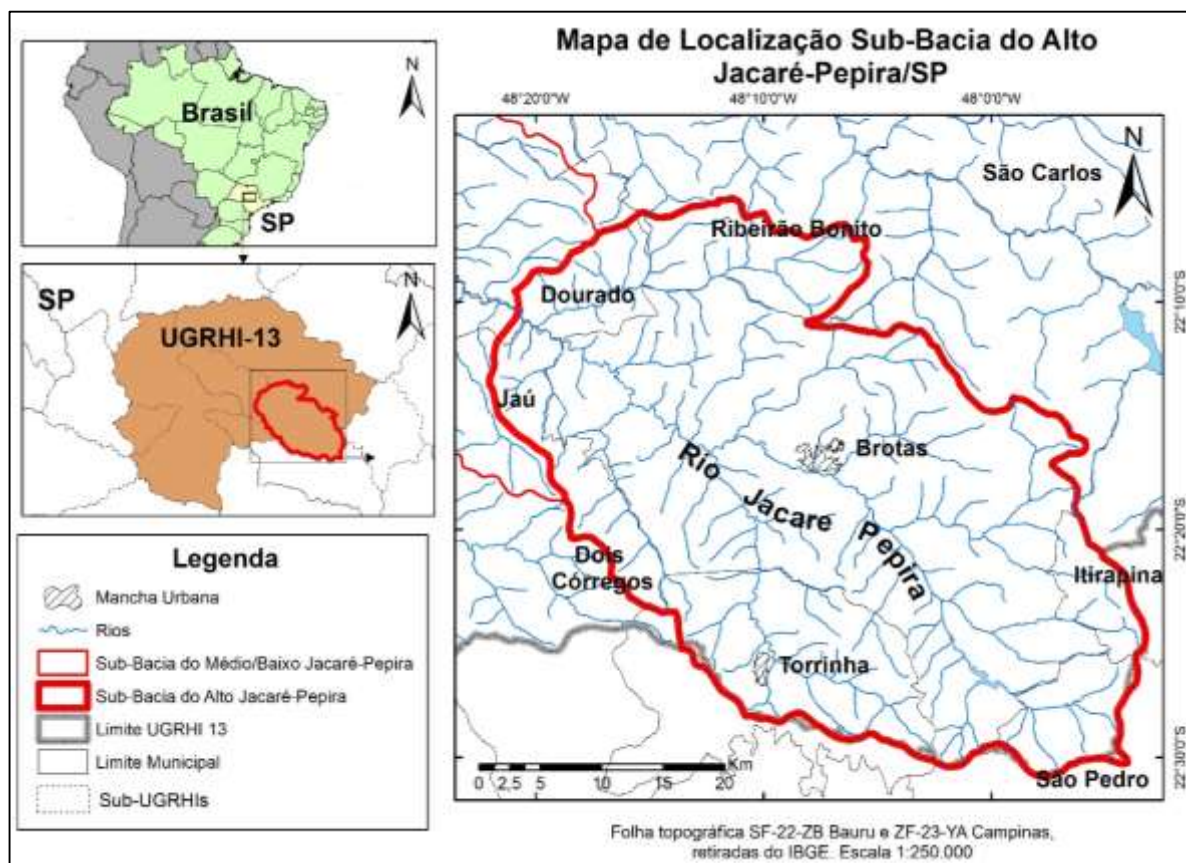 Mapa de Localização Sub-Bacia do Alto
Jacaré-Pepira/SP
N
Brasil
SP
48°20'0"W
48°10'0"W
48°0'0"W
N
São Carlos
Ribeirão Bonito
Dourado
22°10'0"S
SP
N
UGRHI-13
Jaú
Brotas
Rio Jacare Pepira
22°20'0"S
Dois
Córregos
Itirapina
Torrinha
22°30'0"S
São Pedro
Km
0 2,5 5 10 15 20
Legenda
Mancha Urbana
Rios
Sub-Bacia do Médio/Baixo Jacaré-Pepira
Sub-Bacia do Alto Jacaré-Pepira
Limite UGRHI 13
Limite Municipal
Sub-UGRHIs
Folha topográfica SF-22-ZB Bauru e ZF-23-YA Campinas,
retiradas do IBGE. Escala 1:250.000